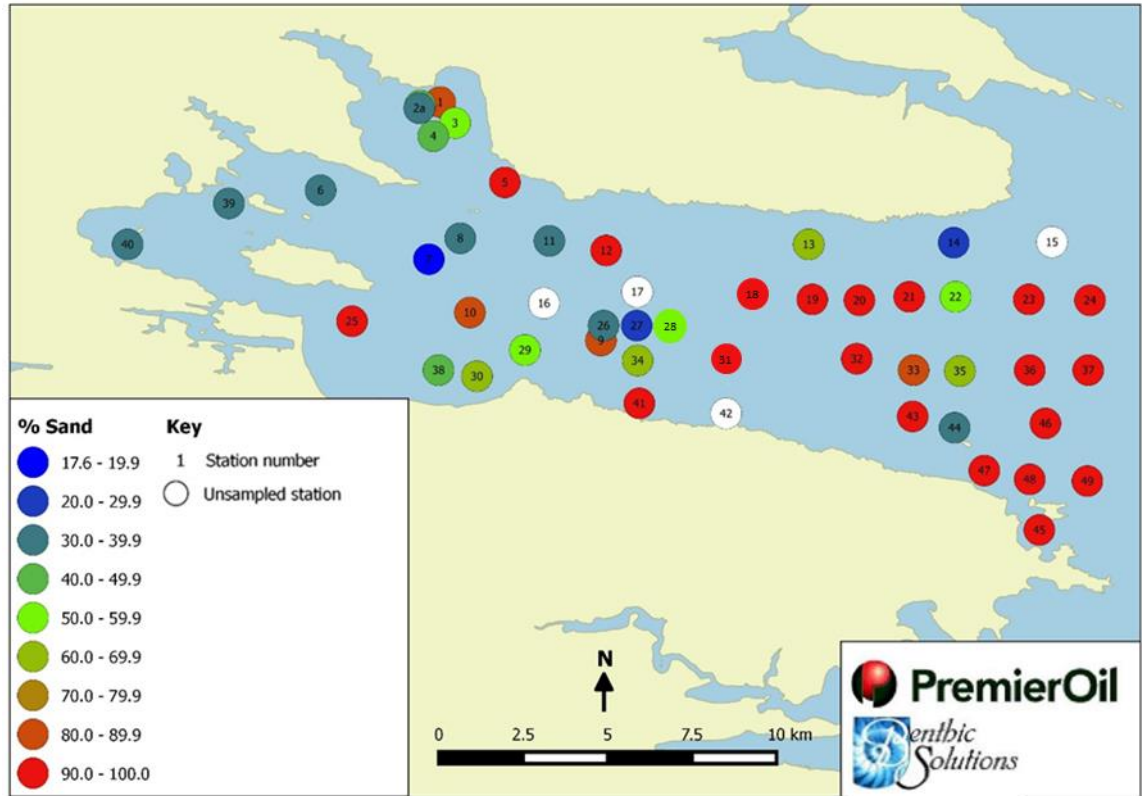 1
2a
3
4
5
6
39
40
8
11
12
13
14
15
7
16
17
18
19
20
21
22
23
24
25
10
26
27
28
9
29
34
31
32
33
35
36
37
38
30
41
42
43
44
46
47
48
49
45
% Sand
17.6 - 19.9
20.0 - 29.9
30.0 - 39.9
40.0 - 49.9
50.0 - 59.9
60.0 - 69.9
70.0 - 79.9
80.0 - 89.9
90.0 - 100.0
Key
1 Station number
Unsampled station
N
0 2.5 5 7.5 10 km
PremierOil
Benthic
Solutions